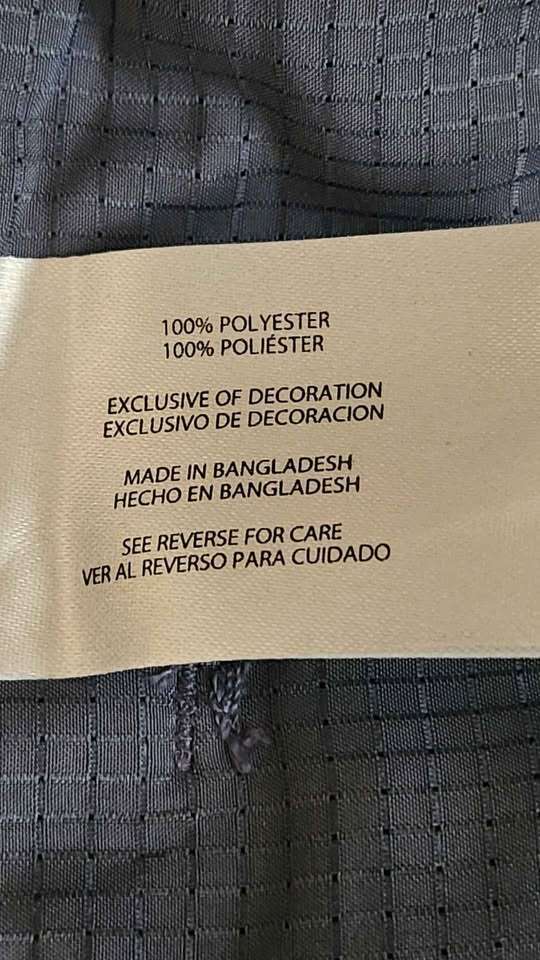 100% POLYESTER
100% POLIÉSTER
EXCLUSIVE OF DECORATION
EXCLUSIVO DE DECORACION
MADE IN BANGLADESH
HECHO EN BANGLADESH
SEE REVERSE FOR CARE
VER AL REVERSO PARA CUIDADO